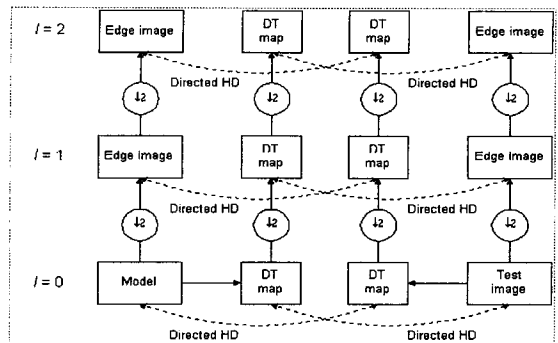 l = 2
Edge image
DT map
DT map
Edge image
Directed HD
Directed HD
↓2
↓2
↓2
↓2
l = 1
Edge image
DT map
DT map
Edge image
Directed HD
Directed HD
↓2
↓2
↓2
↓2
l = 0
Model
DT map
DT map
Test image
Directed HD
Directed HD